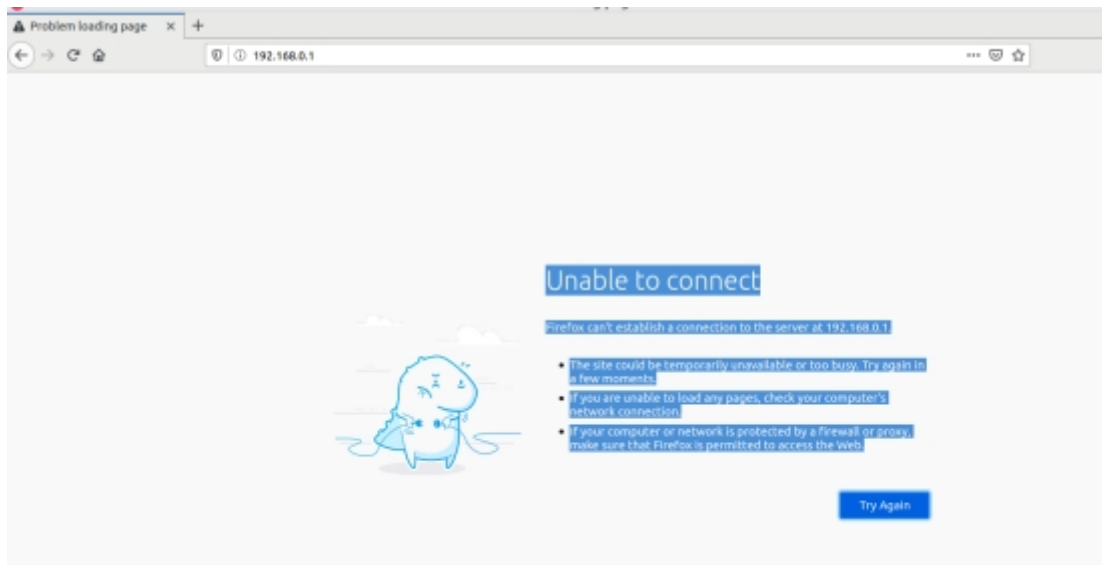 Problem loading page
192.168.0.1
Unable to connect
Firefox can't establish a connection to the server at 192.168.0.1.
The site could be temporarily unavailable or too busy. Try again in
a few moments.
If you are unable to load any pages, check your computer's
network connection.
If your computer or network is protected by a firewall or proxy,
make sure that Firefox is permitted to access the Web.
Try Again